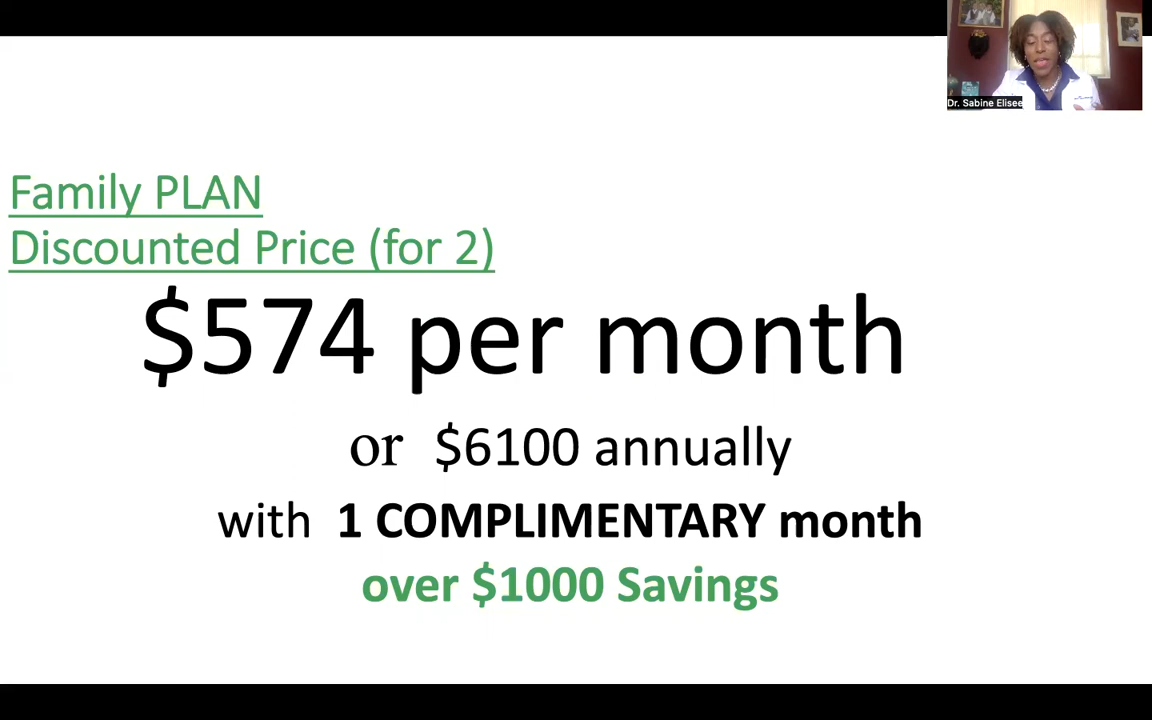 Dr. Sabine Elisee
Family PLAN
Discounted Price (for 2)
$574 per month
or $6100 annually
with 1 COMPLIMENTARY month
over $1000 Savings